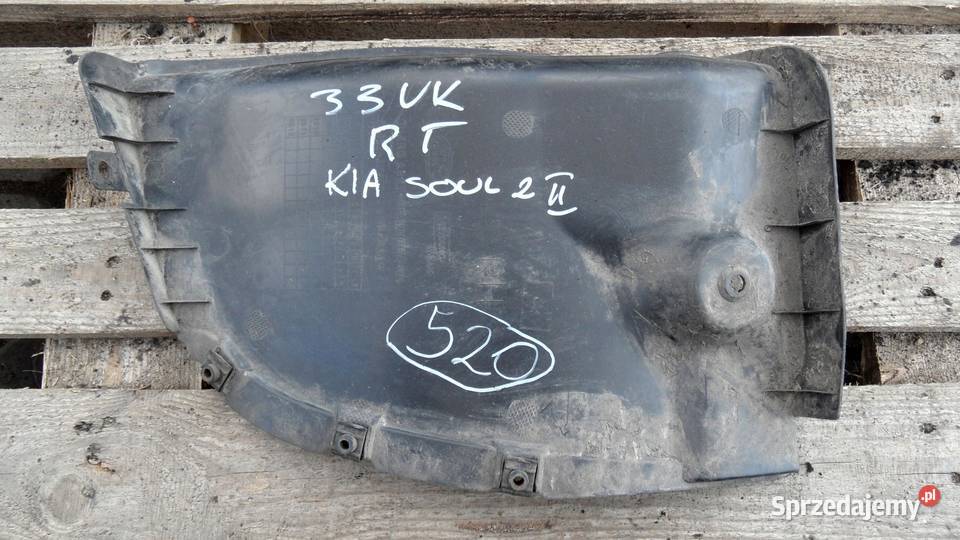 33UK
RT
KIA SOUL 2 II
520
Sprzedajemy.pl